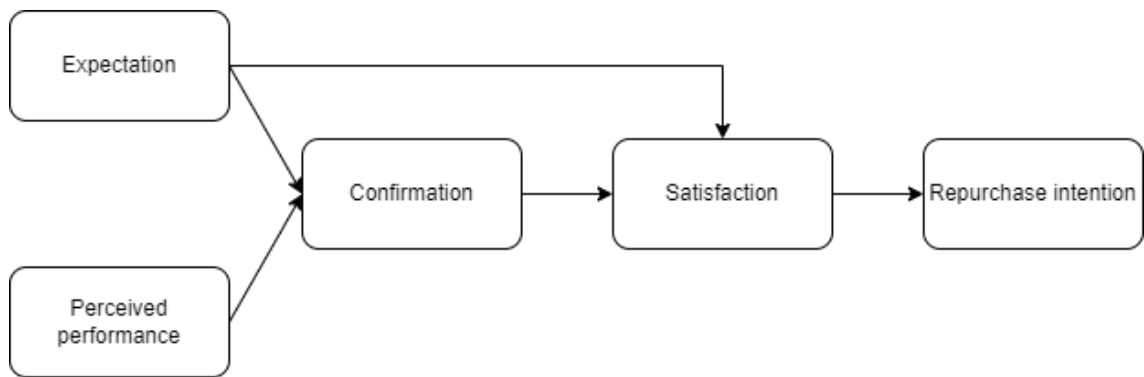 Expectation
Confirmation
Satisfaction
Repurchase intention
Perceived
performance